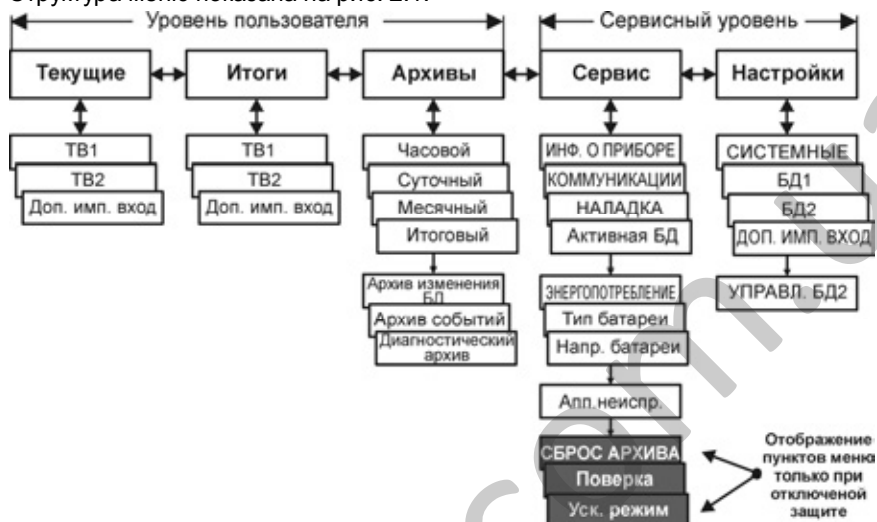 Структура меню показана на рис. 2.1.
Уровень пользователя
Сервисный уровень
Текущие
Итоги
Архивы
Сервис
Настройки
ТВ1
ТВ2
Доп. имп. вход
ТВ1
ТВ2
Доп. имп. вход
Часовой
Суточный
Месячный
Итоговый
Архив изменения
БД
Архив событий
Диагностический
архив
ИНФ. О ПРИБОРЕ
КОММУНИКАЦИИ
НАЛАДКА
Активная БД
ЭНЕРГОПОТРЕБЛЕНИЕ
Тип батареи
Напр. батареи
Апп.неиспр.
СБРОС АРХИВА
Поверка
Уск. режим
СИСТЕМНЫЕ
БД1
БД2
ДОП. ИМП. ВХОД
УПРАВЛ. БД2
Отображение
пунктов меню
только при
отключеной
защите
com.ua